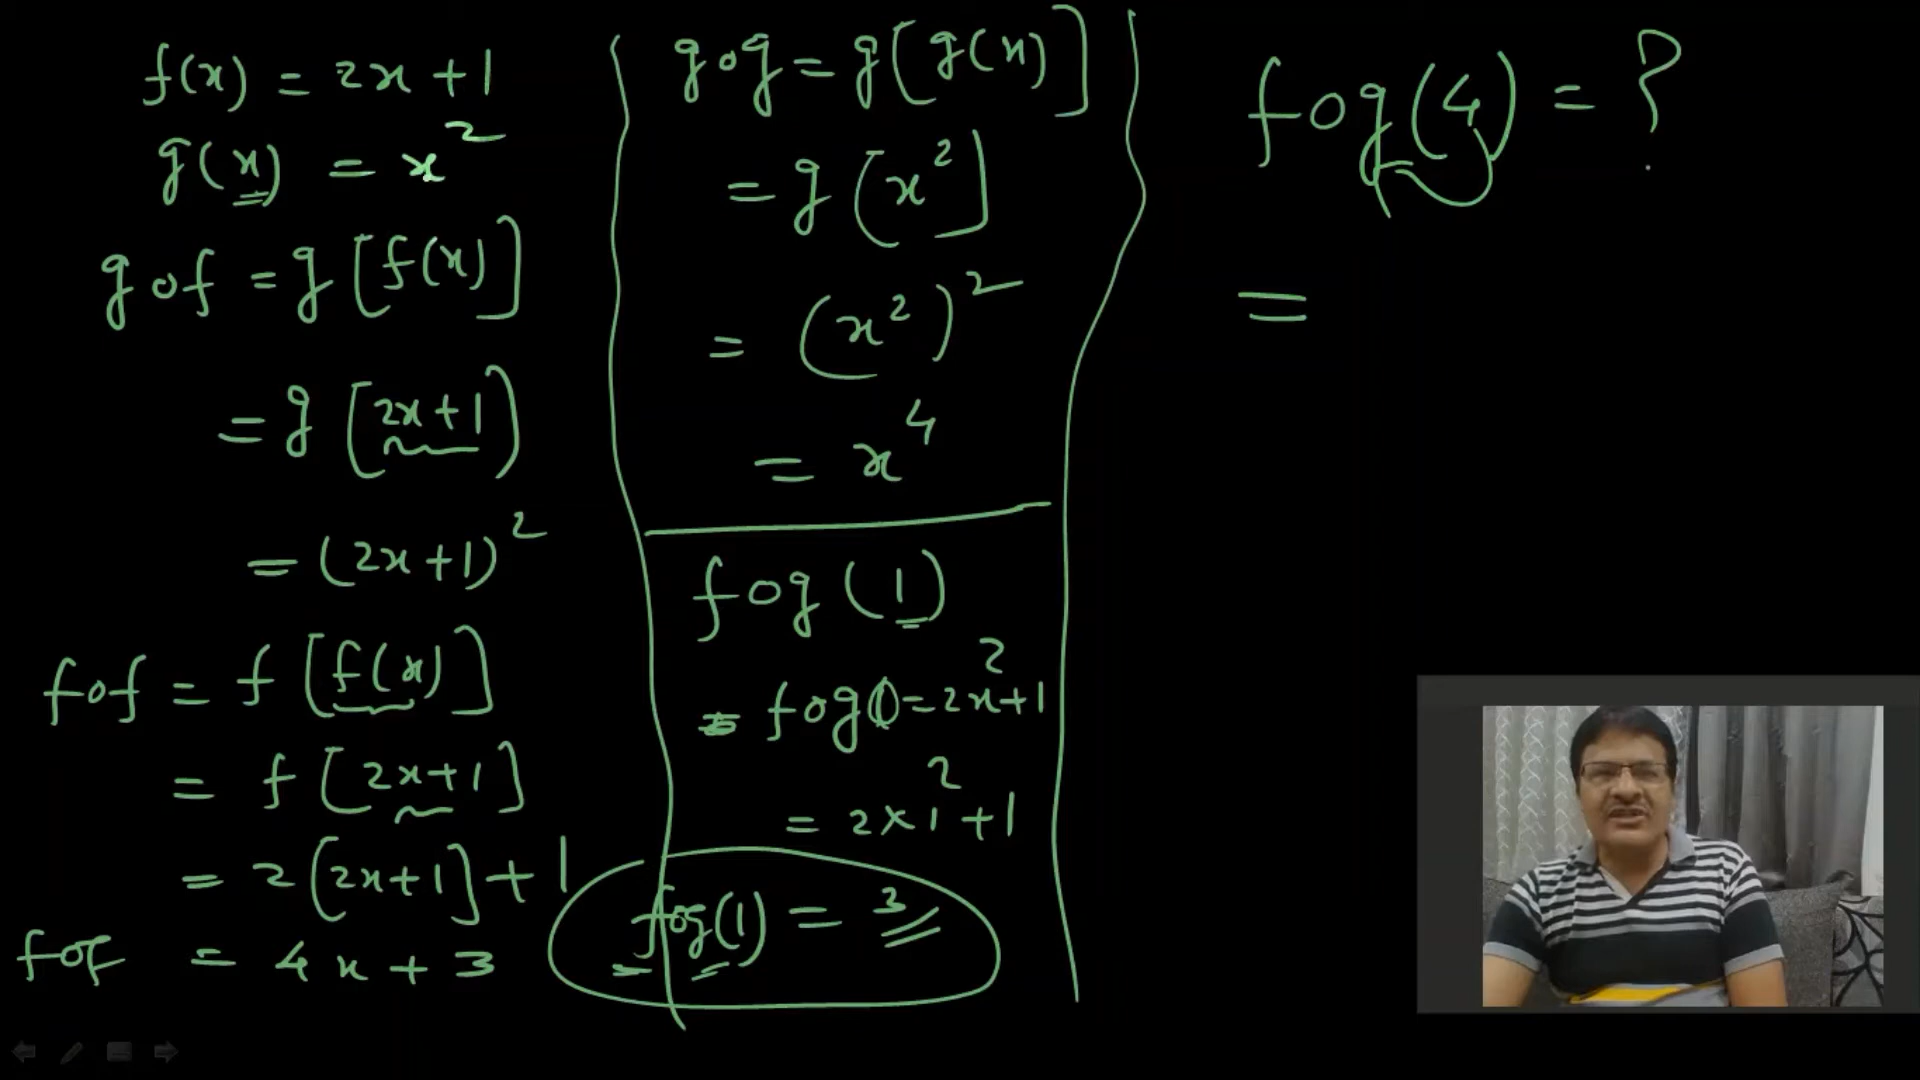 f(x) = 2x + 1
g(x) = x²
gof = g[f(x)]
= g[2x+1)
= (2x+1)²
fof = f[f(x)]
= f[2x+1]
= 2[2x+1]+1
fof = 4x + 3
gog = g[g(x)]
= g(x²]
= (x²)²
= x⁴
fog(1)
= fog() = 2x²+1
= 2×1²+1
fog(1) = 3
fog(4) = ?
=